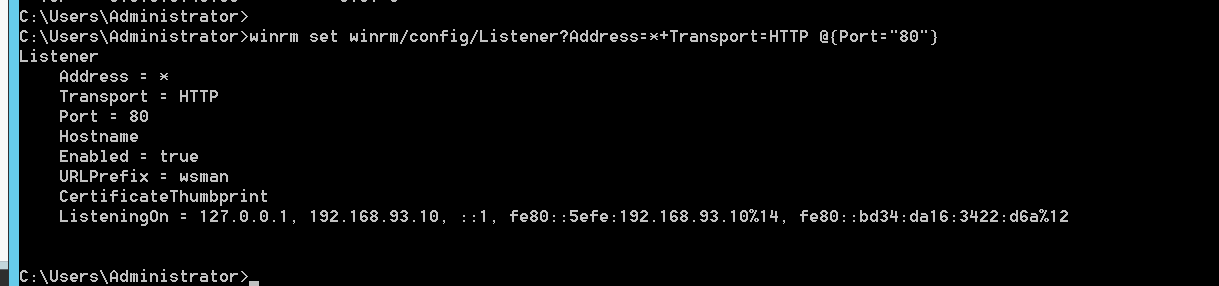 C:\Users\Administrator>
C:\Users\Administrator>winrm set winrm/config/Listener?Address=*+Transport=HTTP @{Port="80"}
Listener
    Address = *
    Transport = HTTP
    Port = 80
    Hostname
    Enabled = true
    URLPrefix = wsman
    CertificateThumbprint
    ListeningOn = 127.0.0.1, 192.168.93.10, ::1, fe80::5efe:192.168.93.10%14, fe80::bd34:da16:3422:d6a%12
C:\Users\Administrator>